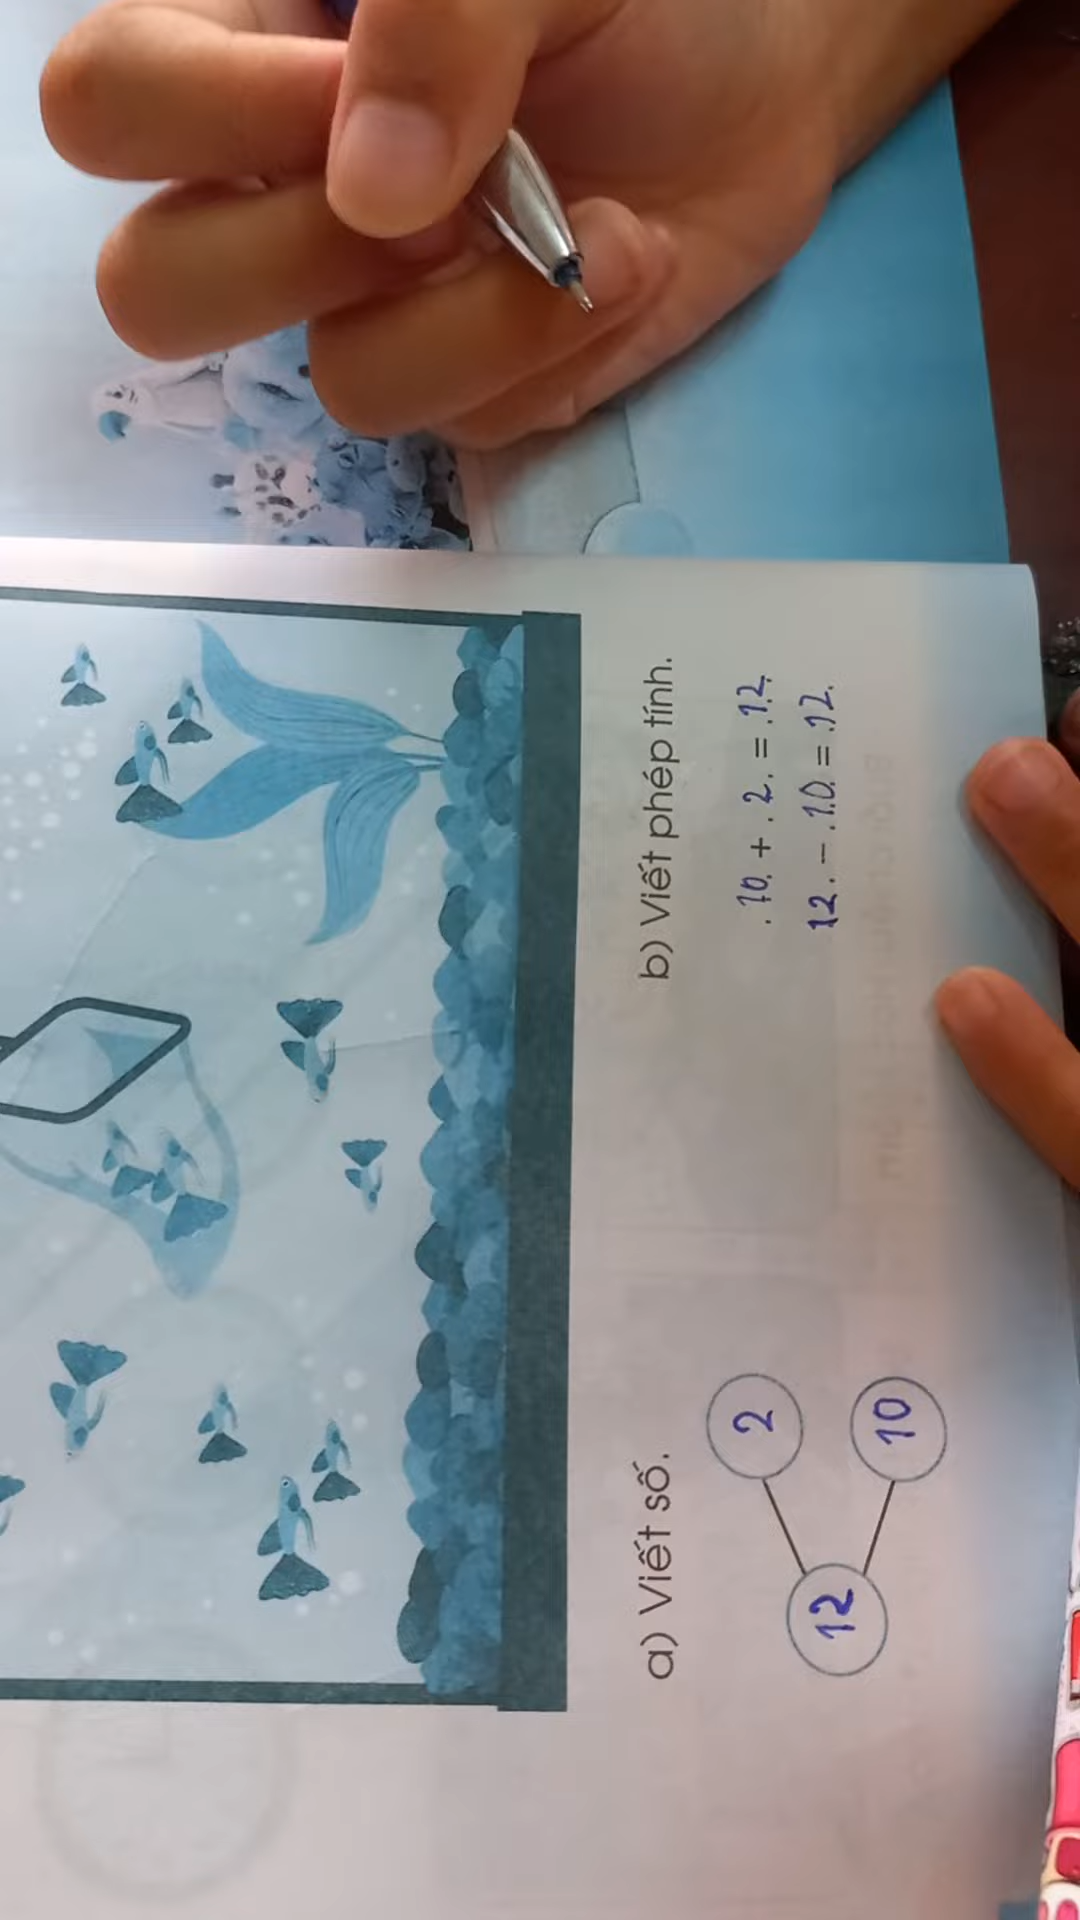 a) Viết số.
12
2
10
b) Viết phép tính.
.10. + .2. = .12.
12. - .10. = .12.